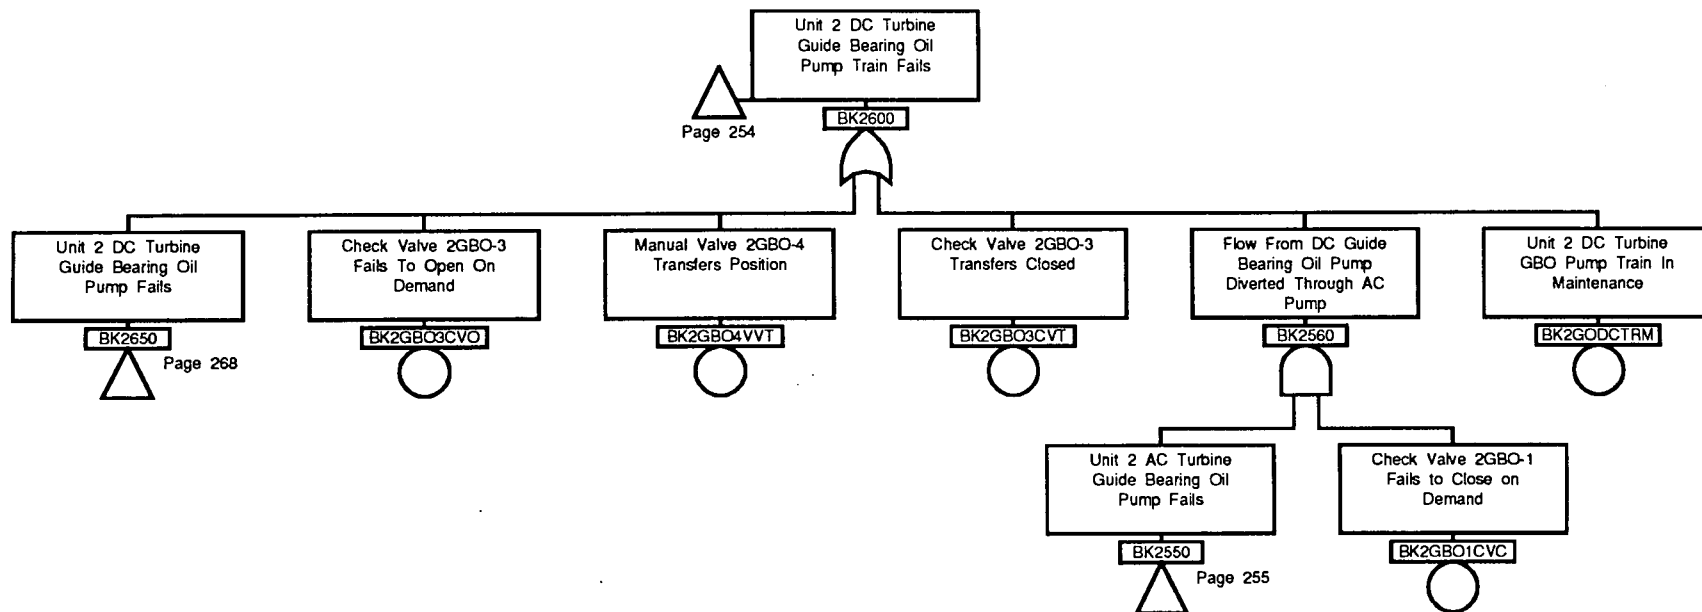 Unit 2 DC Turbine
Guide Bearing Oil
Pump Train Fails
Page 254
BK2600
Unit 2 DC Turbine
Guide Bearing Oil
Pump Fails
BK2650
Page 268
Check Valve 2GBO-3
Fails To Open On
Demand
BK2GBO3CVO
Manual Valve 2GBO-4
Transfers Position
BK2GBO4VVT
Check Valve 2GBO-3
Transfers Closed
BK2GBO3CVT
Flow From DC Guide
Bearing Oil Pump
Diverted Through AC
Pump
BK2560
Unit 2 DC Turbine
GBO Pump Train In
Maintenance
BK2GODCTRM
Unit 2 AC Turbine
Guide Bearing Oil
Pump Fails
BK2550
Page 255
Check Valve 2GBO-1
Fails to Close on
Demand
BK2GBO1CVC